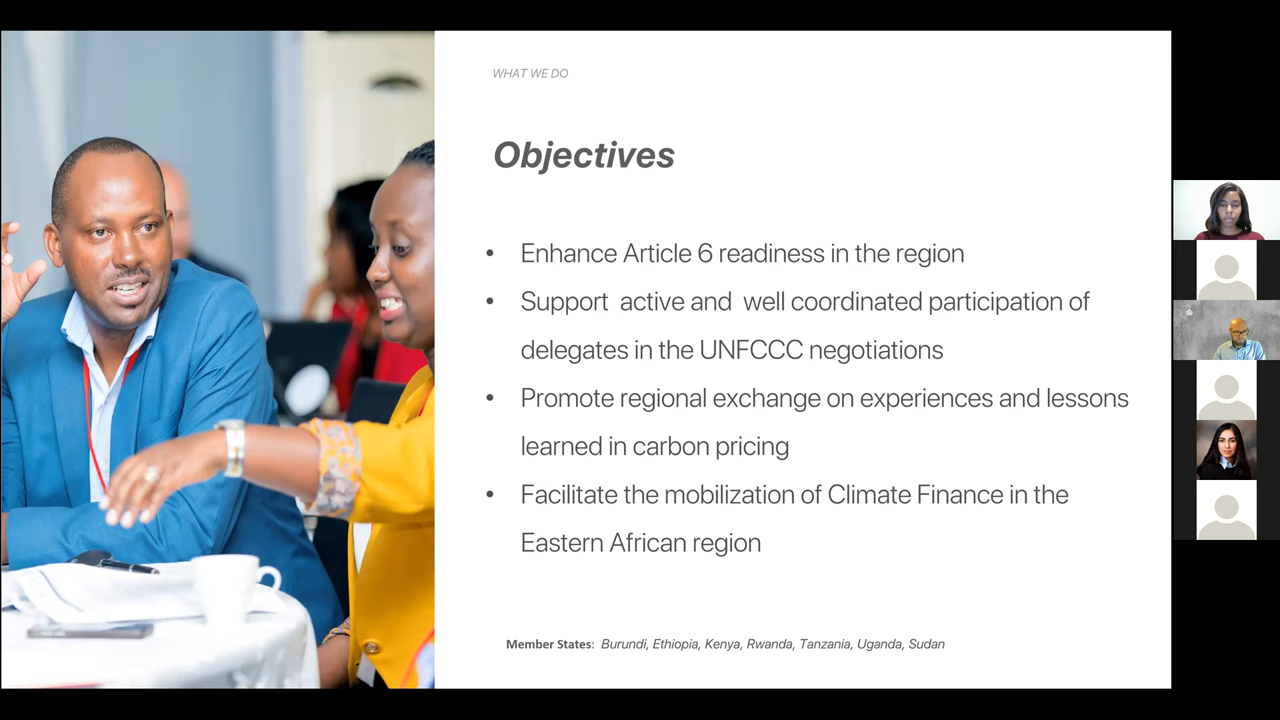 WHAT WE DO
Objectives
• Enhance Article 6 readiness in the region
• Support  active and  well coordinated participation of
delegates in the UNFCCC negotiations
• Promote regional exchange on experiences and lessons
learned in carbon pricing
• Facilitate the mobilization of Climate Finance in the
Eastern African region
Member States:  Burundi, Ethiopia, Kenya, Rwanda, Tanzania, Uganda, Sudan